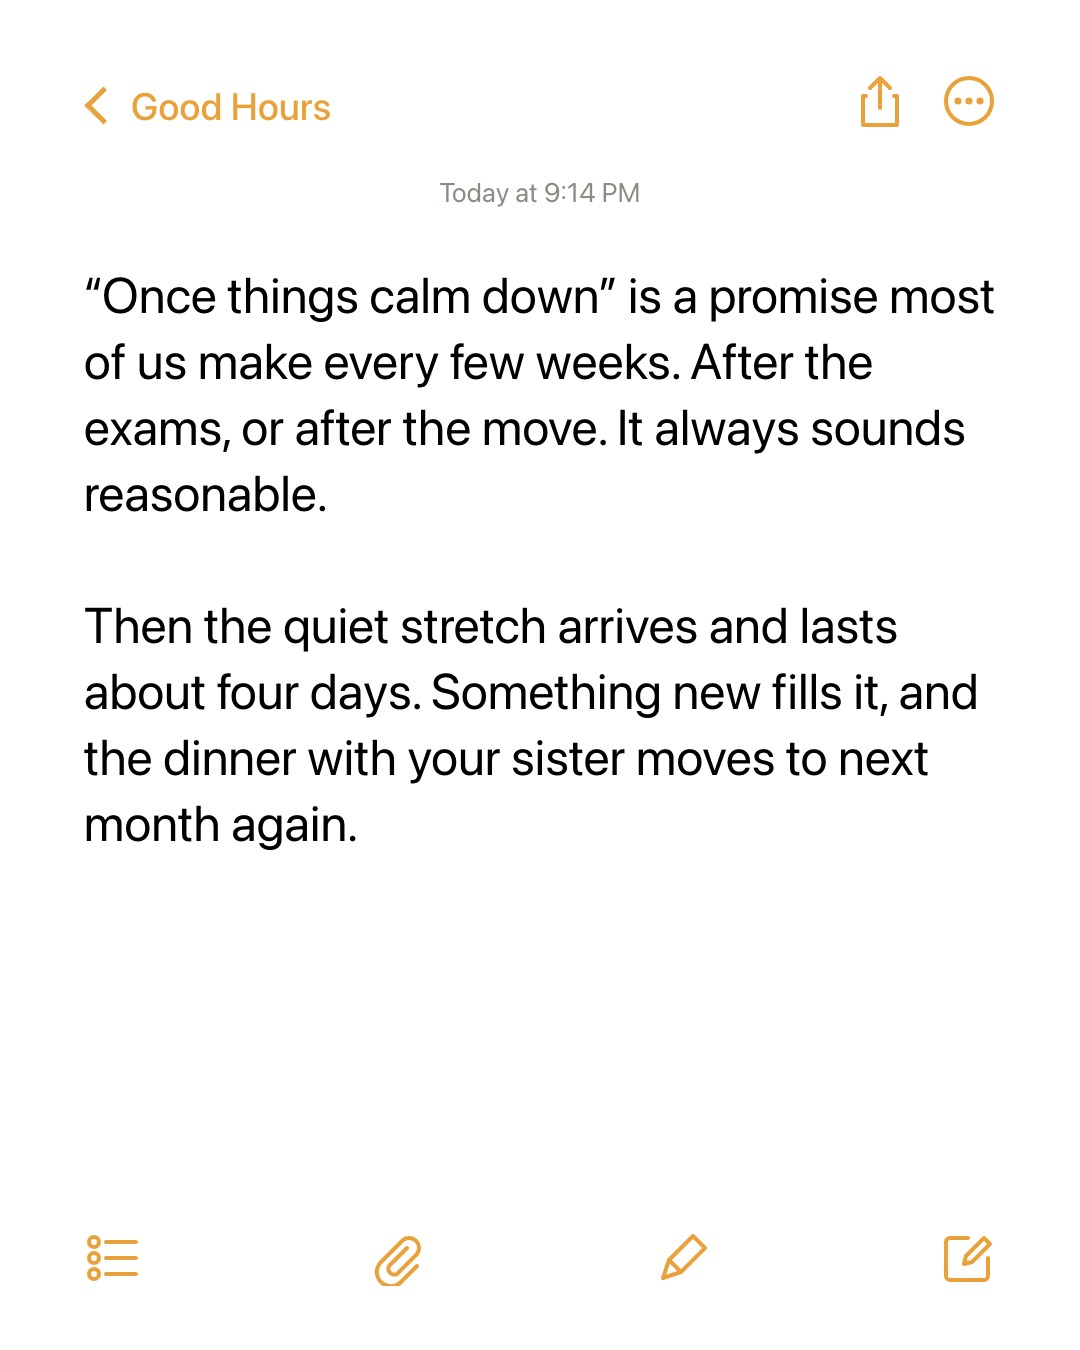 Good Hours
Today at 9:14 PM
“Once things calm down” is a promise most
of us make every few weeks. After the
exams, or after the move. It always sounds
reasonable.
Then the quiet stretch arrives and lasts
about four days. Something new fills it, and
the dinner with your sister moves to next
month again.